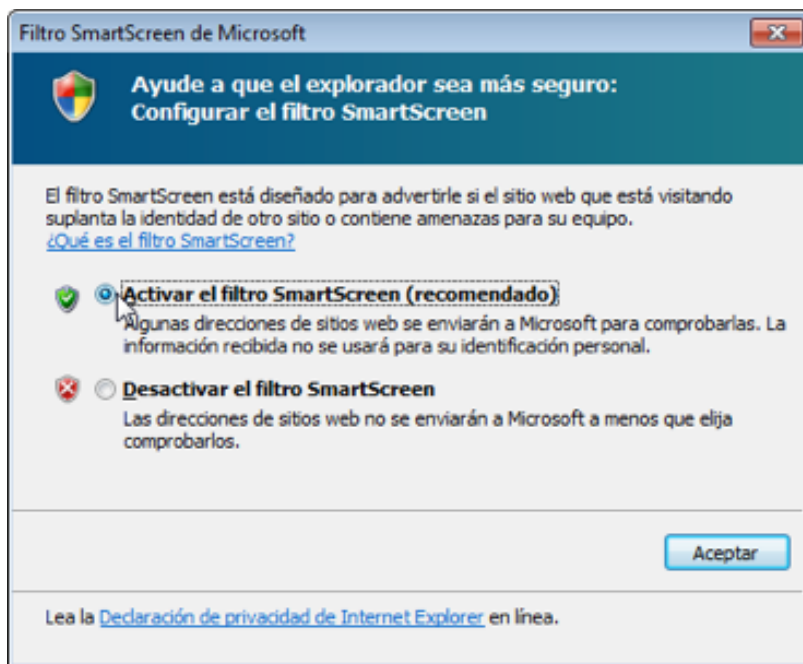 Filtro SmartScreen de Microsoft
Ayude a que el explorador sea más seguro:
Configurar el filtro SmartScreen
El filtro SmartScreen está diseñado para advertirle si el sitio web que está visitando
suplanta la identidad de otro sitio o contiene amenazas para su equipo.
¿Qué es el filtro SmartScreen?
Activar el filtro SmartScreen (recomendado)
Algunas direcciones de sitios web se enviarán a Microsoft para comprobarlas. La
información recibida no se usará para su identificación personal.
Desactivar el filtro SmartScreen
Las direcciones de sitios web no se enviarán a Microsoft a menos que elija
comprobarlos.
Aceptar
Lea la Declaración de privacidad de Internet Explorer en línea.